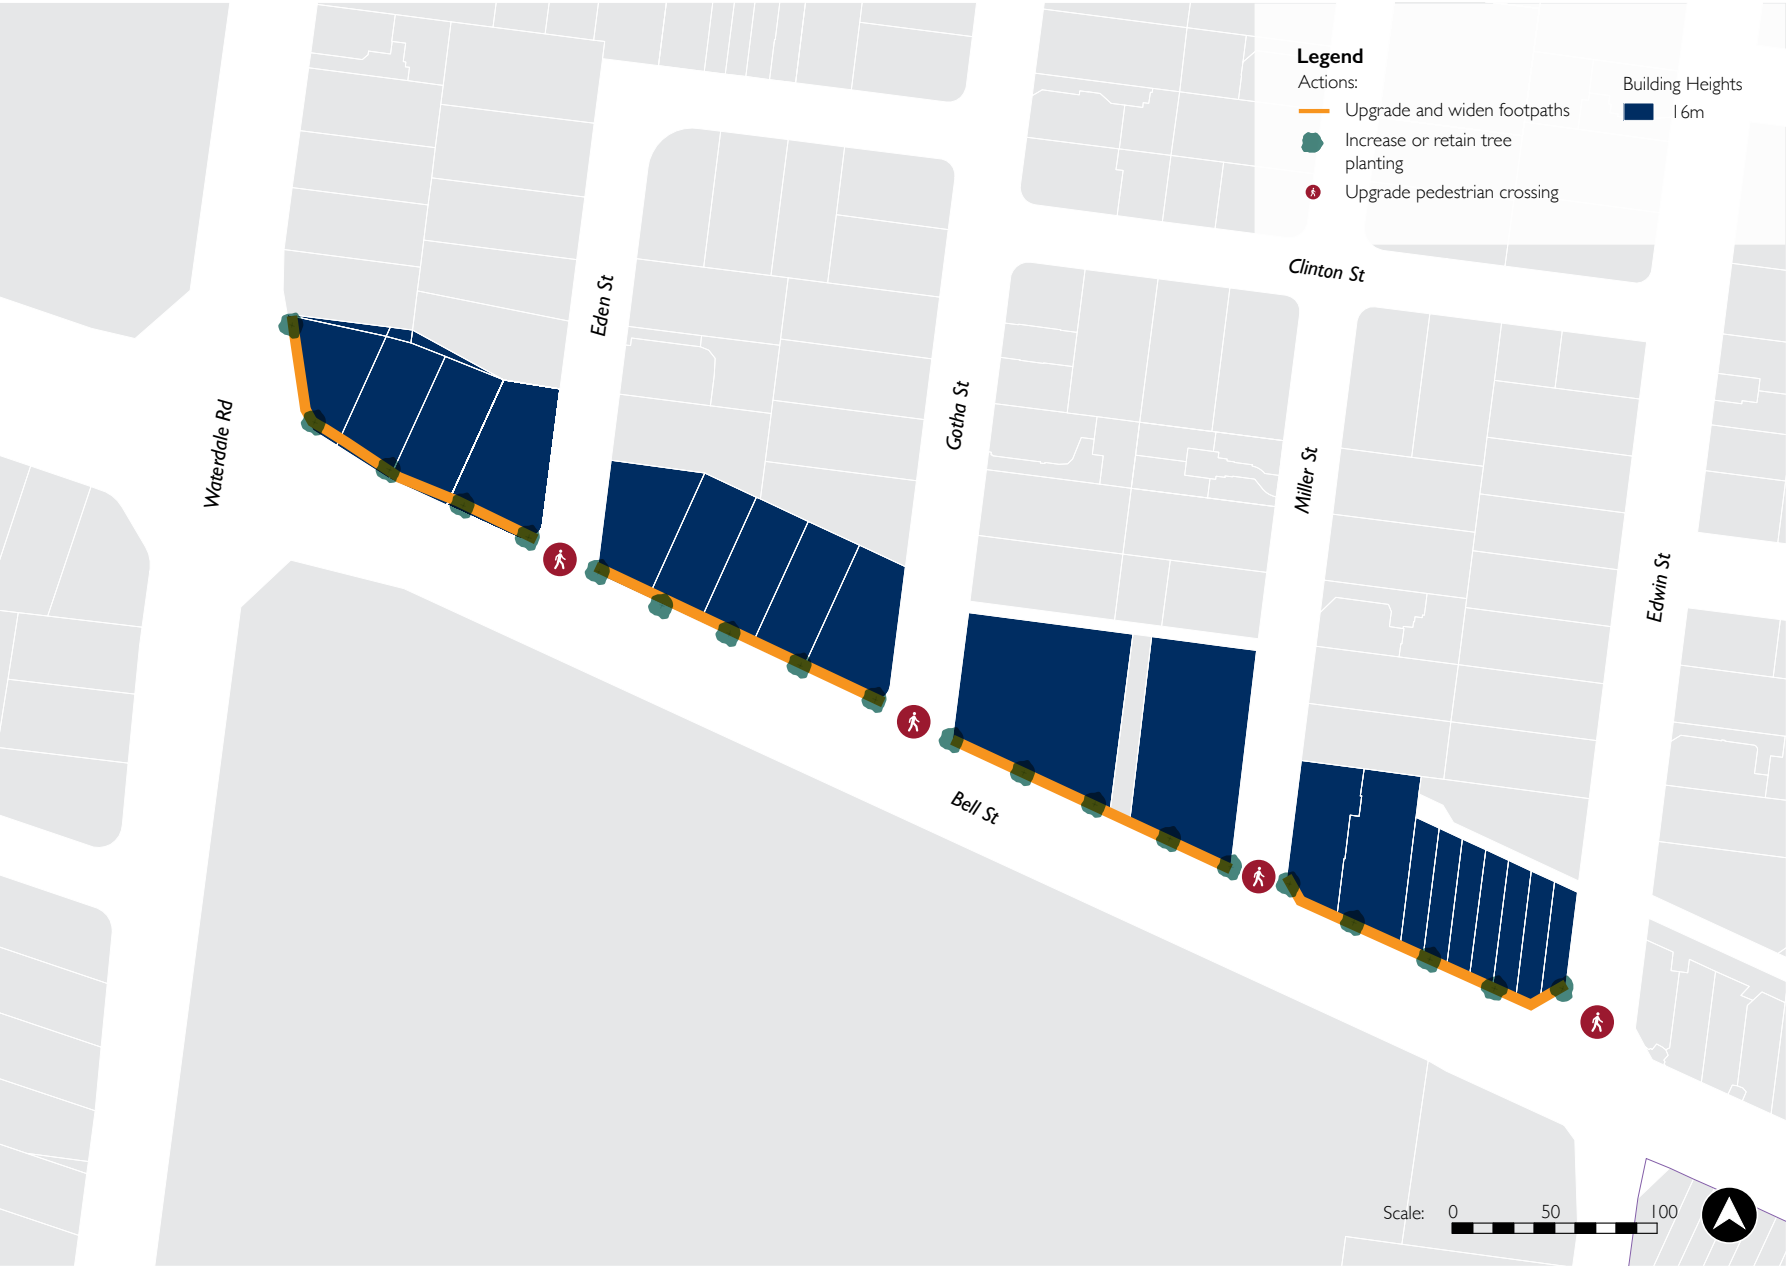 Legend
Actions:
Upgrade and widen footpaths
Increase or retain tree
planting
Upgrade pedestrian crossing
Building Heights
16m
Clinton St
Eden St
Gotha St
Waterdale Rd
Miller St
Edwin St
Bell St
Scale: 0 50 100